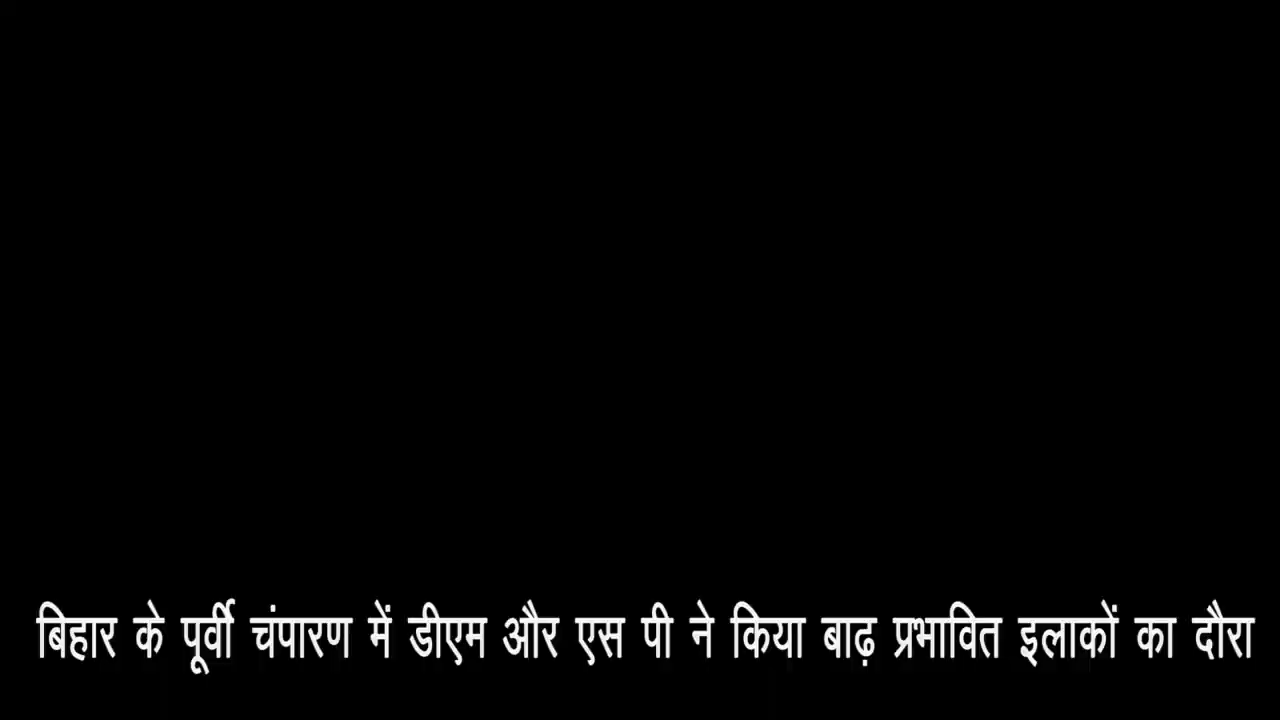 बिहार के पूर्वी चंपारण में डीएम और एस पी ने किया बाढ़ प्रभावित इलाकों का दौरा